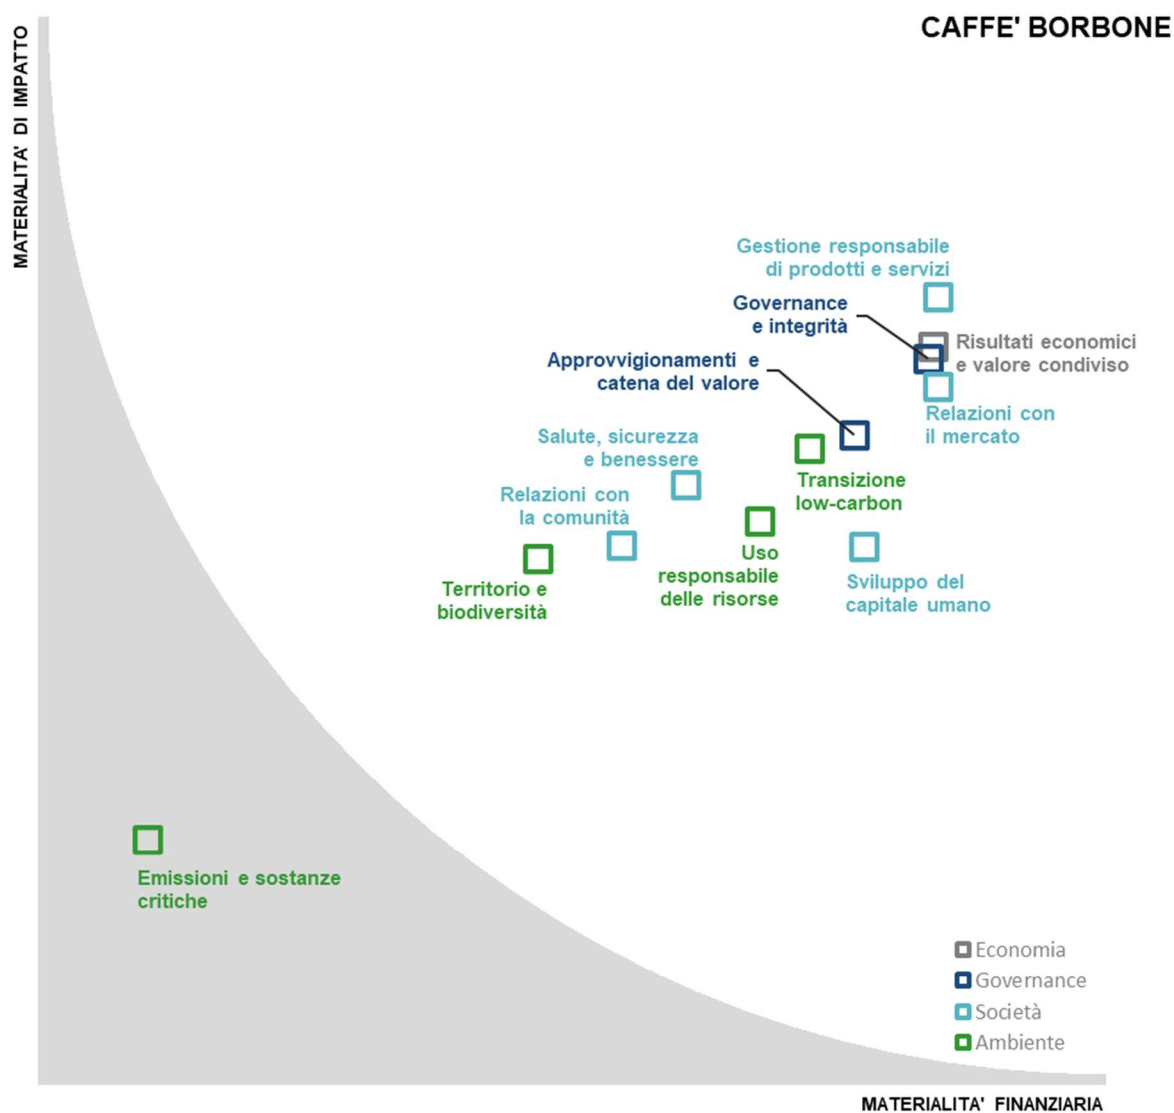 CAFFE' BORBONE
MATERIALITA' DI IMPATTO
Gestione responsabile
di prodotti e servizi
Governance
e integrità
Risultati economici
e valore condiviso
Approvvigionamenti e
catena del valore
Relazioni con
il mercato
Salute, sicurezza
e benessere
Transizione
low-carbon
Relazioni con
la comunità
Uso
responsabile
delle risorse
Sviluppo del
capitale umano
Territorio e
biodiversità
Emissioni e sostanze
critiche
Economia
Governance
Società
Ambiente
MATERIALITA' FINANZIARIA